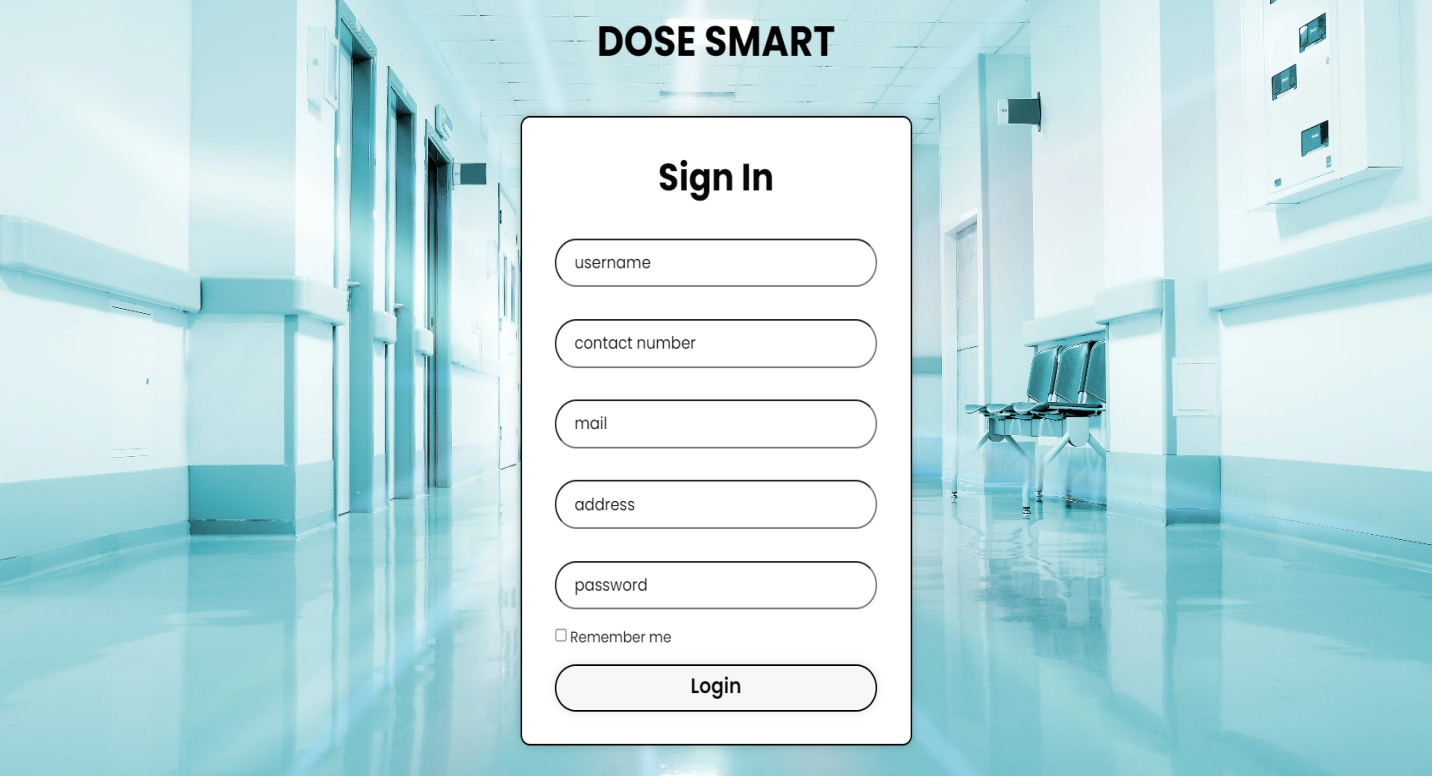 DOSE SMART
Sign In
username
contact number
mail
address
password
Remember me
Login